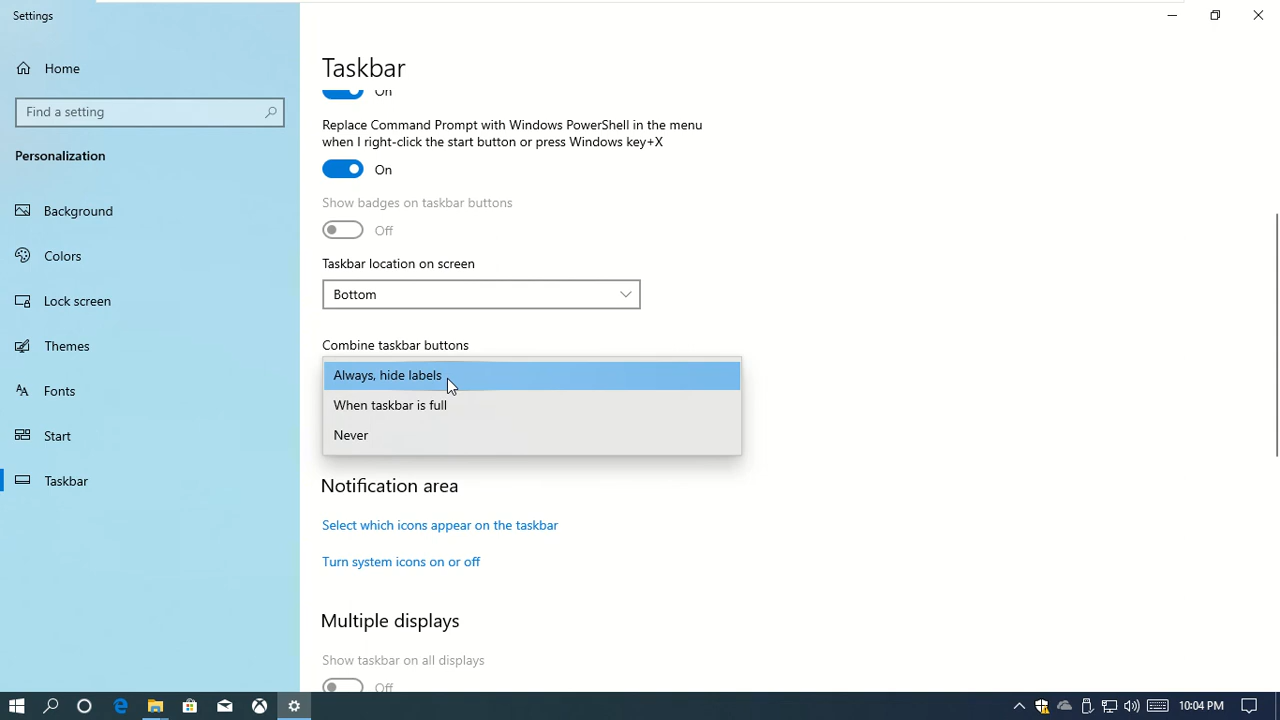 Settings
Home
Find a setting
Personalization
Background
Colors
Lock screen
Themes
Fonts
Start
Taskbar
Taskbar
On
Replace Command Prompt with Windows PowerShell in the menu
when I right-click the start button or press Windows key+X
On
Show badges on taskbar buttons
Off
Taskbar location on screen
Bottom
Combine taskbar buttons
Always, hide labels
When taskbar is full
Never
Notification area
Select which icons appear on the taskbar
Turn system icons on or off
Multiple displays
Show taskbar on all displays
Off
10:04 PM